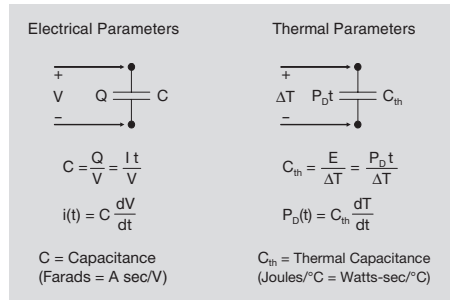 Electrical Parameters
+
V Q C
–
C = Q/V = I t/V
i(t) = C dV/dt
C = Capacitance
(Farads = A sec/V)
Thermal Parameters
+
ΔT P_Dt C_th
–
C_th = E/ΔT = P_D t/ΔT
P_D(t) = C_th dT/dt
C_th = Thermal Capacitance
(Joules/°C = Watts-sec/°C)